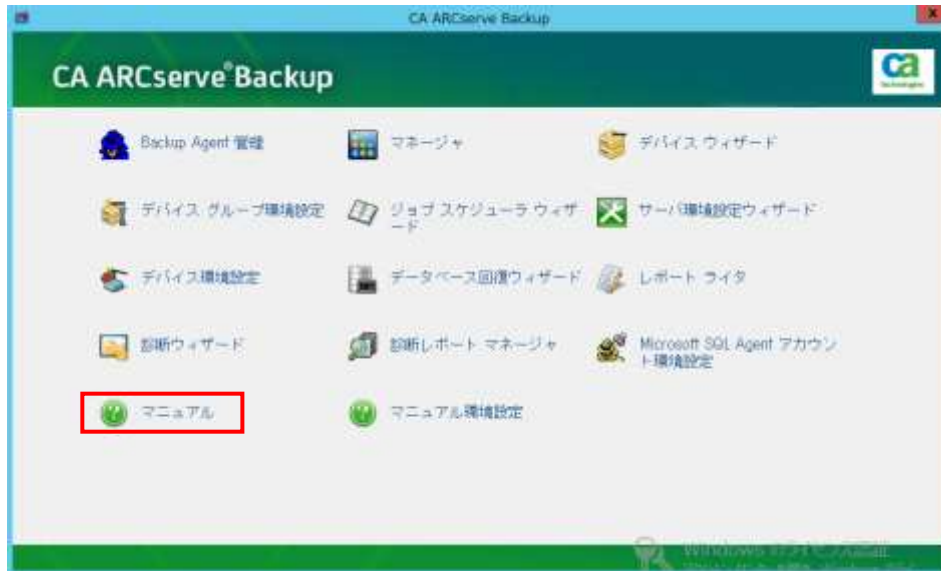 CA ARCserve Backup
CA ARCserve®Backup
ca
technologies
Backup Agent 管理
マネージャ
デバイス ウィザード
デバイス グループ環境設定
ジョブ スケジューラ ウィザ
ード
サーバ環境設定ウィザード
デバイス環境設定
データベース回復ウィザード
レポート ライタ
診断ウィザード
診断レポート マネージャ
Microsoft SQL Agent アカウン
ト環境設定
マニュアル
マニュアル環境設定
Windows のライセンス認証